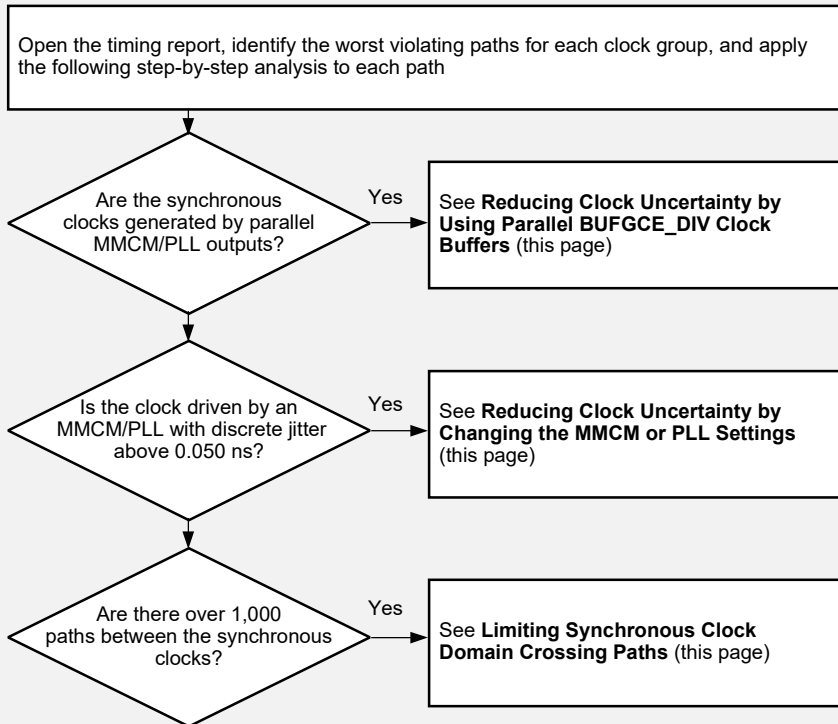 Open the timing report, identify the worst violating paths for each clock group, and apply
the following step-by-step analysis to each path
Are the synchronous
clocks generated by parallel
MMCM/PLL outputs?
Yes
See Reducing Clock Uncertainty by
Using Parallel BUFGCE_DIV Clock
Buffers (this page)
Is the clock driven by an
MMCM/PLL with discrete jitter
above 0.050 ns?
Yes
See Reducing Clock Uncertainty by
Changing the MMCM or PLL Settings
(this page)
Are there over 1,000
paths between the synchronous
clocks?
Yes
See Limiting Synchronous Clock
Domain Crossing Paths (this page)